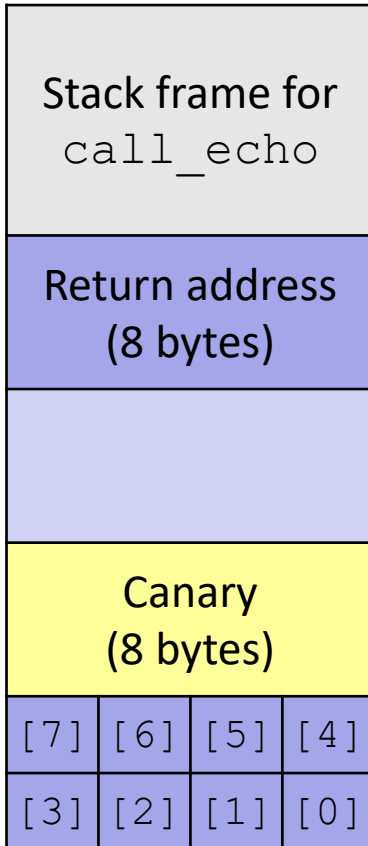 Stack frame for
call_echo
Return address
(8 bytes)
Canary
(8 bytes)
[7] [6] [5] [4]
[3] [2] [1] [0]